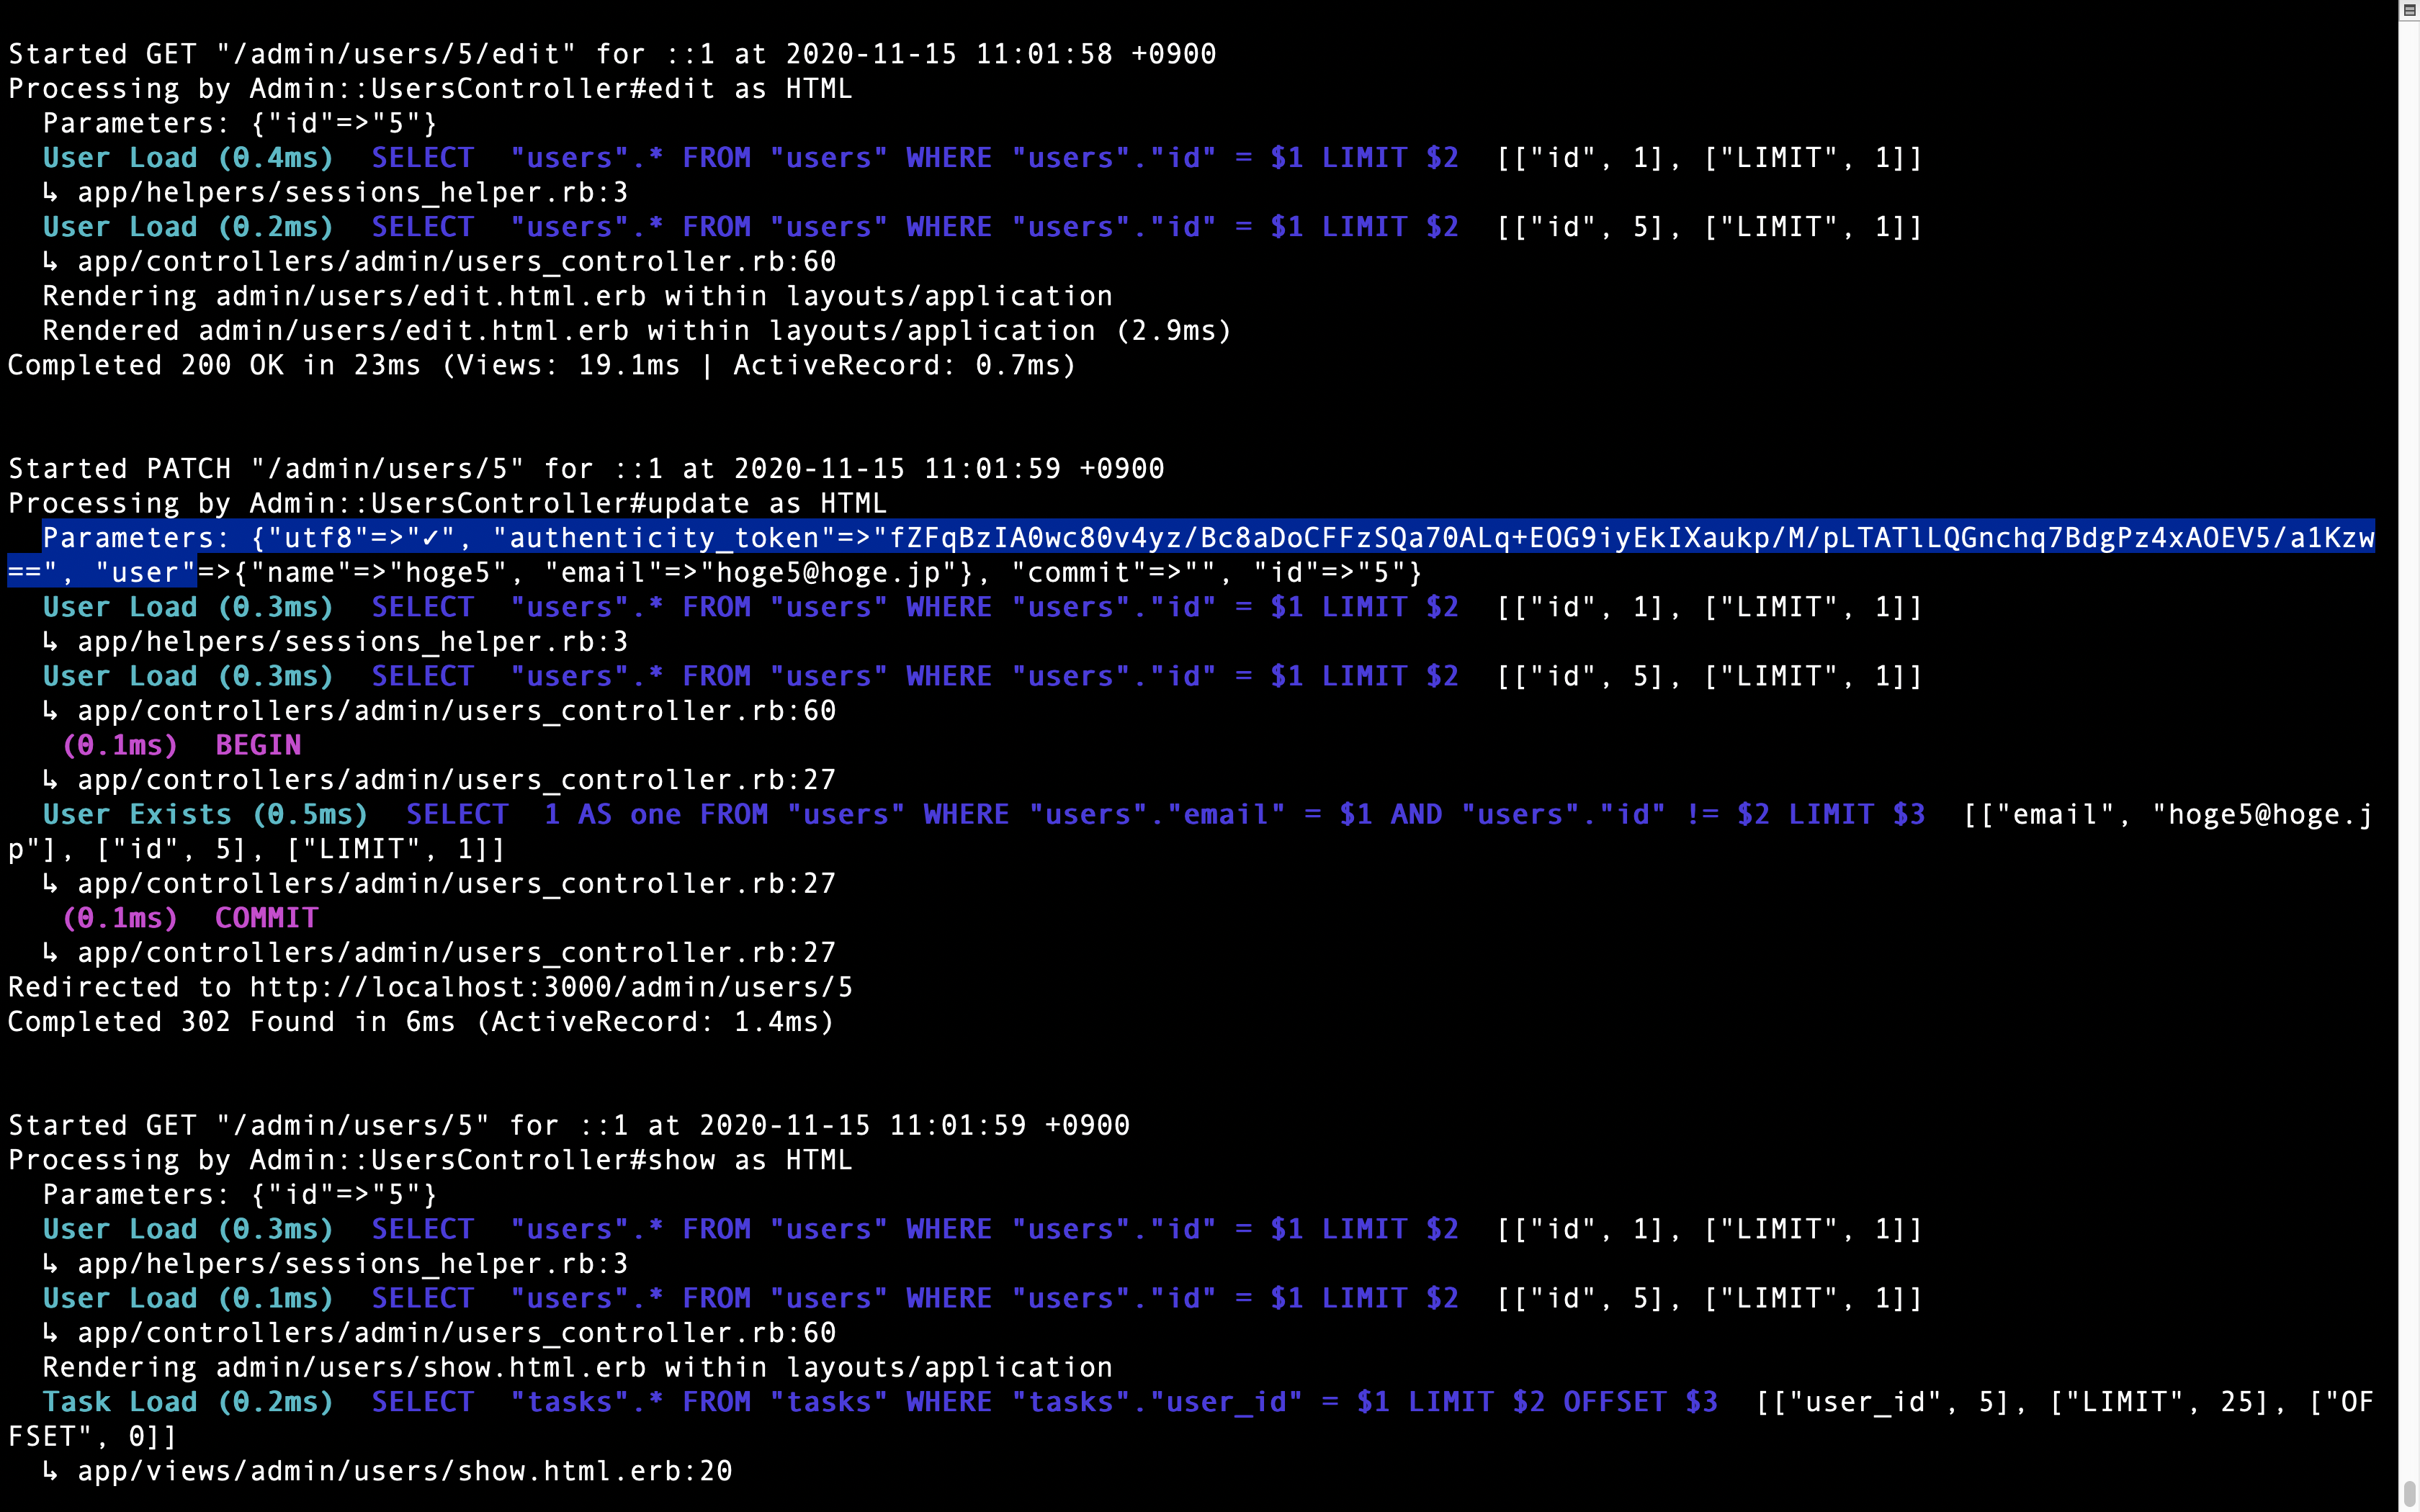 Started GET "/admin/users/5/edit" for ::1 at 2020-11-15 11:01:58 +0900
Processing by Admin::UsersController#edit as HTML
  Parameters: {"id"=>"5"}
  User Load (0.4ms)  SELECT  "users".* FROM "users" WHERE "users"."id" = $1 LIMIT $2  [["id", 1], ["LIMIT", 1]]
  ↳ app/helpers/sessions_helper.rb:3
  User Load (0.2ms)  SELECT  "users".* FROM "users" WHERE "users"."id" = $1 LIMIT $2  [["id", 5], ["LIMIT", 1]]
  ↳ app/controllers/admin/users_controller.rb:60
  Rendering admin/users/edit.html.erb within layouts/application
  Rendered admin/users/edit.html.erb within layouts/application (2.9ms)
Completed 200 OK in 23ms (Views: 19.1ms | ActiveRecord: 0.7ms)
Started PATCH "/admin/users/5" for ::1 at 2020-11-15 11:01:59 +0900
Processing by Admin::UsersController#update as HTML
  Parameters: {"utf8"=>"✓", "authenticity_token"=>"fZFqBzIA0wc80v4yz/Bc8aDoCFFzSQa70ALq+EOG9iyEkIXaukp/M/pLTATlLQGnchq7BdgPz4xAOEV5/a1Kzw
==", "user"=>{"name"=>"hoge5", "email"=>"hoge5@hoge.jp"}, "commit"=>"", "id"=>"5"}
  User Load (0.3ms)  SELECT  "users".* FROM "users" WHERE "users"."id" = $1 LIMIT $2  [["id", 1], ["LIMIT", 1]]
  ↳ app/helpers/sessions_helper.rb:3
  User Load (0.3ms)  SELECT  "users".* FROM "users" WHERE "users"."id" = $1 LIMIT $2  [["id", 5], ["LIMIT", 1]]
  ↳ app/controllers/admin/users_controller.rb:60
   (0.1ms)  BEGIN
  ↳ app/controllers/admin/users_controller.rb:27
  User Exists (0.5ms)  SELECT  1 AS one FROM "users" WHERE "users"."email" = $1 AND "users"."id" != $2 LIMIT $3  [["email", "hoge5@hoge.j
p"], ["id", 5], ["LIMIT", 1]]
  ↳ app/controllers/admin/users_controller.rb:27
   (0.1ms)  COMMIT
  ↳ app/controllers/admin/users_controller.rb:27
Redirected to http://localhost:3000/admin/users/5
Completed 302 Found in 6ms (ActiveRecord: 1.4ms)
Started GET "/admin/users/5" for ::1 at 2020-11-15 11:01:59 +0900
Processing by Admin::UsersController#show as HTML
  Parameters: {"id"=>"5"}
  User Load (0.3ms)  SELECT  "users".* FROM "users" WHERE "users"."id" = $1 LIMIT $2  [["id", 1], ["LIMIT", 1]]
  ↳ app/helpers/sessions_helper.rb:3
  User Load (0.1ms)  SELECT  "users".* FROM "users" WHERE "users"."id" = $1 LIMIT $2  [["id", 5], ["LIMIT", 1]]
  ↳ app/controllers/admin/users_controller.rb:60
  Rendering admin/users/show.html.erb within layouts/application
  Task Load (0.2ms)  SELECT  "tasks".* FROM "tasks" WHERE "tasks"."user_id" = $1 LIMIT $2 OFFSET $3  [["user_id", 5], ["LIMIT", 25], ["OF
FSET", 0]]
  ↳ app/views/admin/users/show.html.erb:20